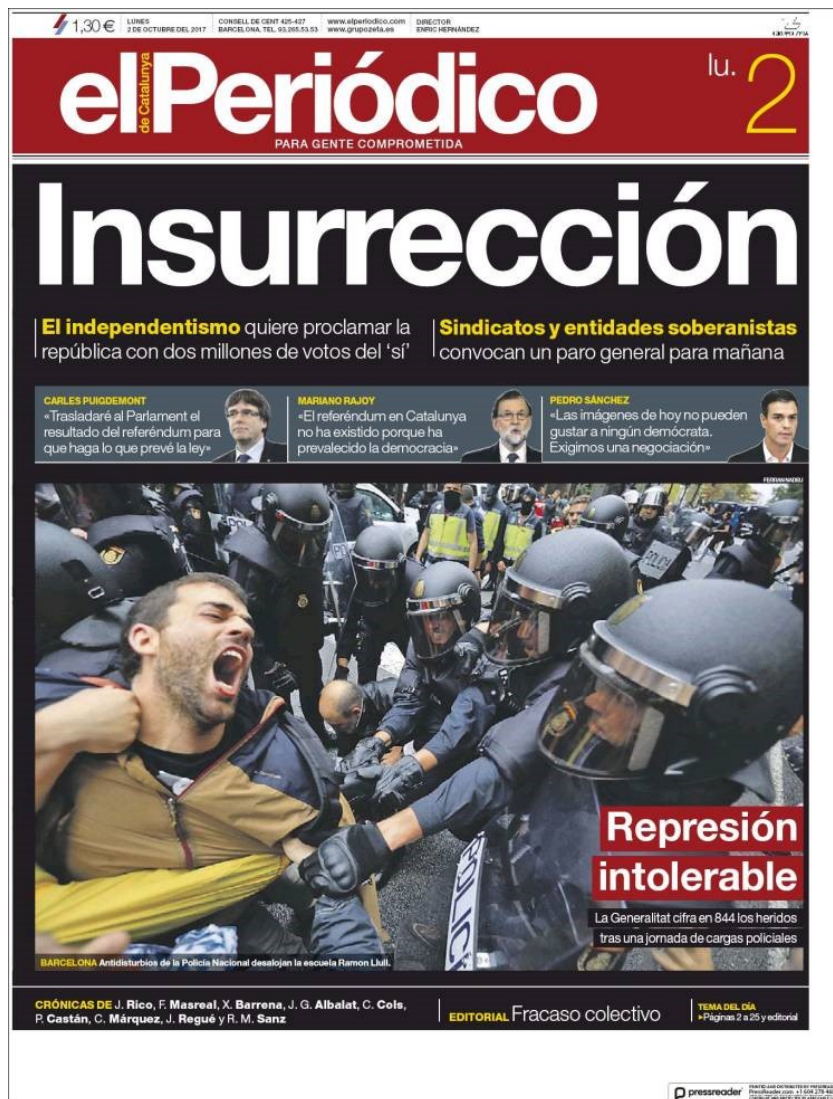 1,30 €
LUNES
2 DE OCTUBRE DEL 2017
CONSELL DE CENT 425-427
BARCELONA. TEL. 93.265.53.53
www.elperiodico.com
www.grupozeta.es
DIRECTOR
ENRIC HERNÀNDEZ
el Periódico
de Catalunya
PARA GENTE COMPROMETIDA
lu. 2
Insurrección
El independentismo quiere proclamar la
república con dos millones de votos del ‘sí’
Sindicatos y entidades soberanistas
convocan un paro general para mañana
CARLES PUIGDEMONT
«Trasladaré al Parlament el
resultado del referéndum para
que haga lo que prevé la ley»
MARIANO RAJOY
«El referéndum en Catalunya
no ha existido porque ha
prevalecido la democracia»
PEDRO SÁNCHEZ
«Las imágenes de hoy no pueden
gustar a ningún demócrata.
Exigimos una negociación»
FERRAN NADEU
POLICÍA
POLICÍA
Represión
intolerable
La Generalitat cifra en 844 los heridos
tras una jornada de cargas policiales
BARCELONA Antidisturbios de la Policía Nacional desalojan la escuela Ramon Llull.
CRÓNICAS DE J. Rico, F. Masreal, X. Barrena, J. G. Albalat, C. Cols,
P. Castán, C. Márquez, J. Regué y R. M. Sanz
EDITORIAL Fracaso colectivo
TEMA DEL DÍA
►Páginas 2 a 25 y editorial
pressreader